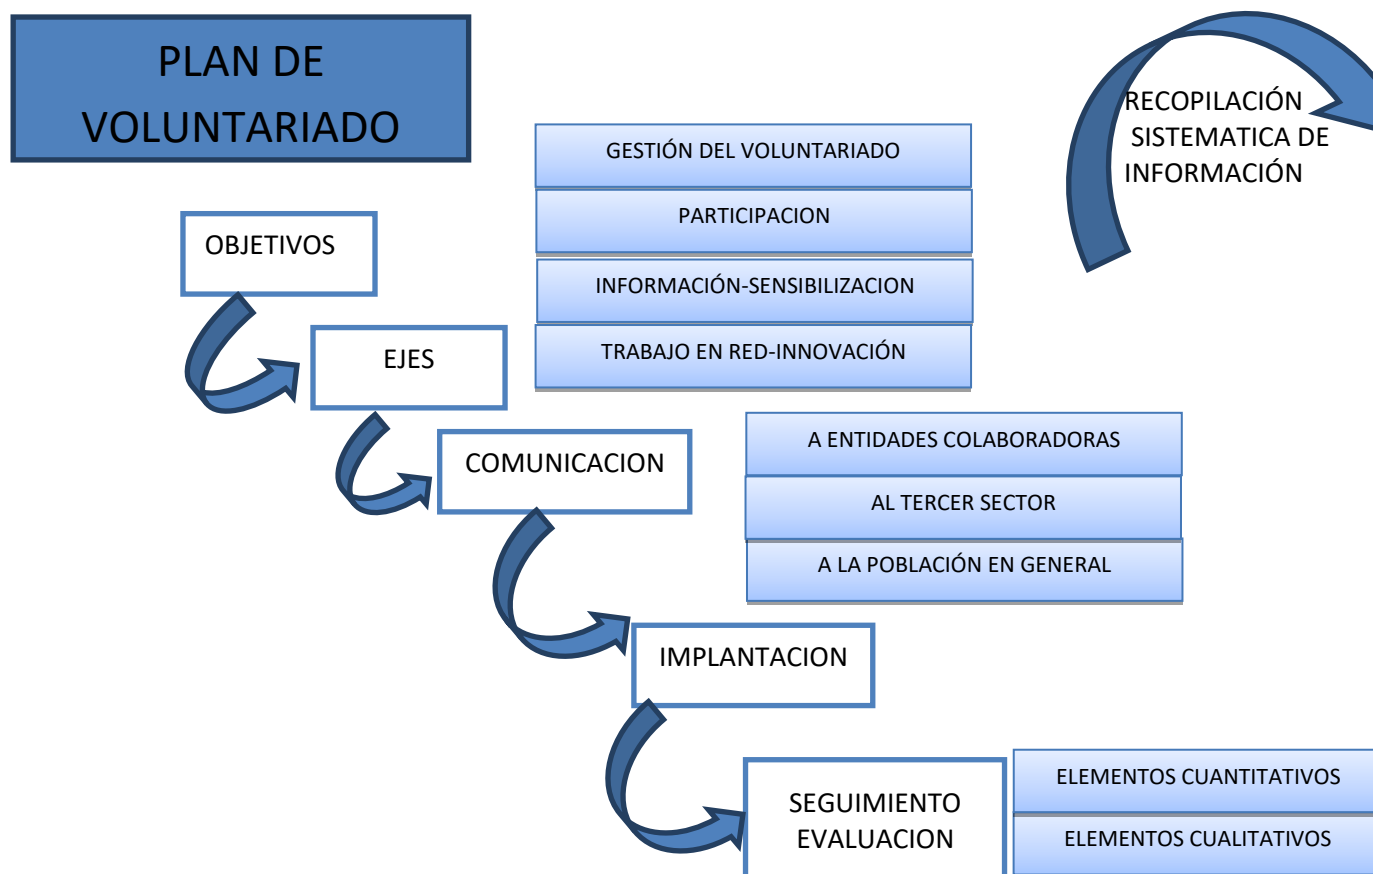 PLAN DE
VOLUNTARIADO
RECOPILACIÓN
SISTEMATICA DE
INFORMACIÓN
GESTIÓN DEL VOLUNTARIADO
PARTICIPACION
INFORMACIÓN-SENSIBILIZACION
TRABAJO EN RED-INNOVACIÓN
OBJETIVOS
EJES
COMUNICACION
A ENTIDADES COLABORADORAS
AL TERCER SECTOR
A LA POBLACIÓN EN GENERAL
IMPLANTACION
SEGUIMIENTO
EVALUACION
ELEMENTOS CUANTITATIVOS
ELEMENTOS CUALITATIVOS